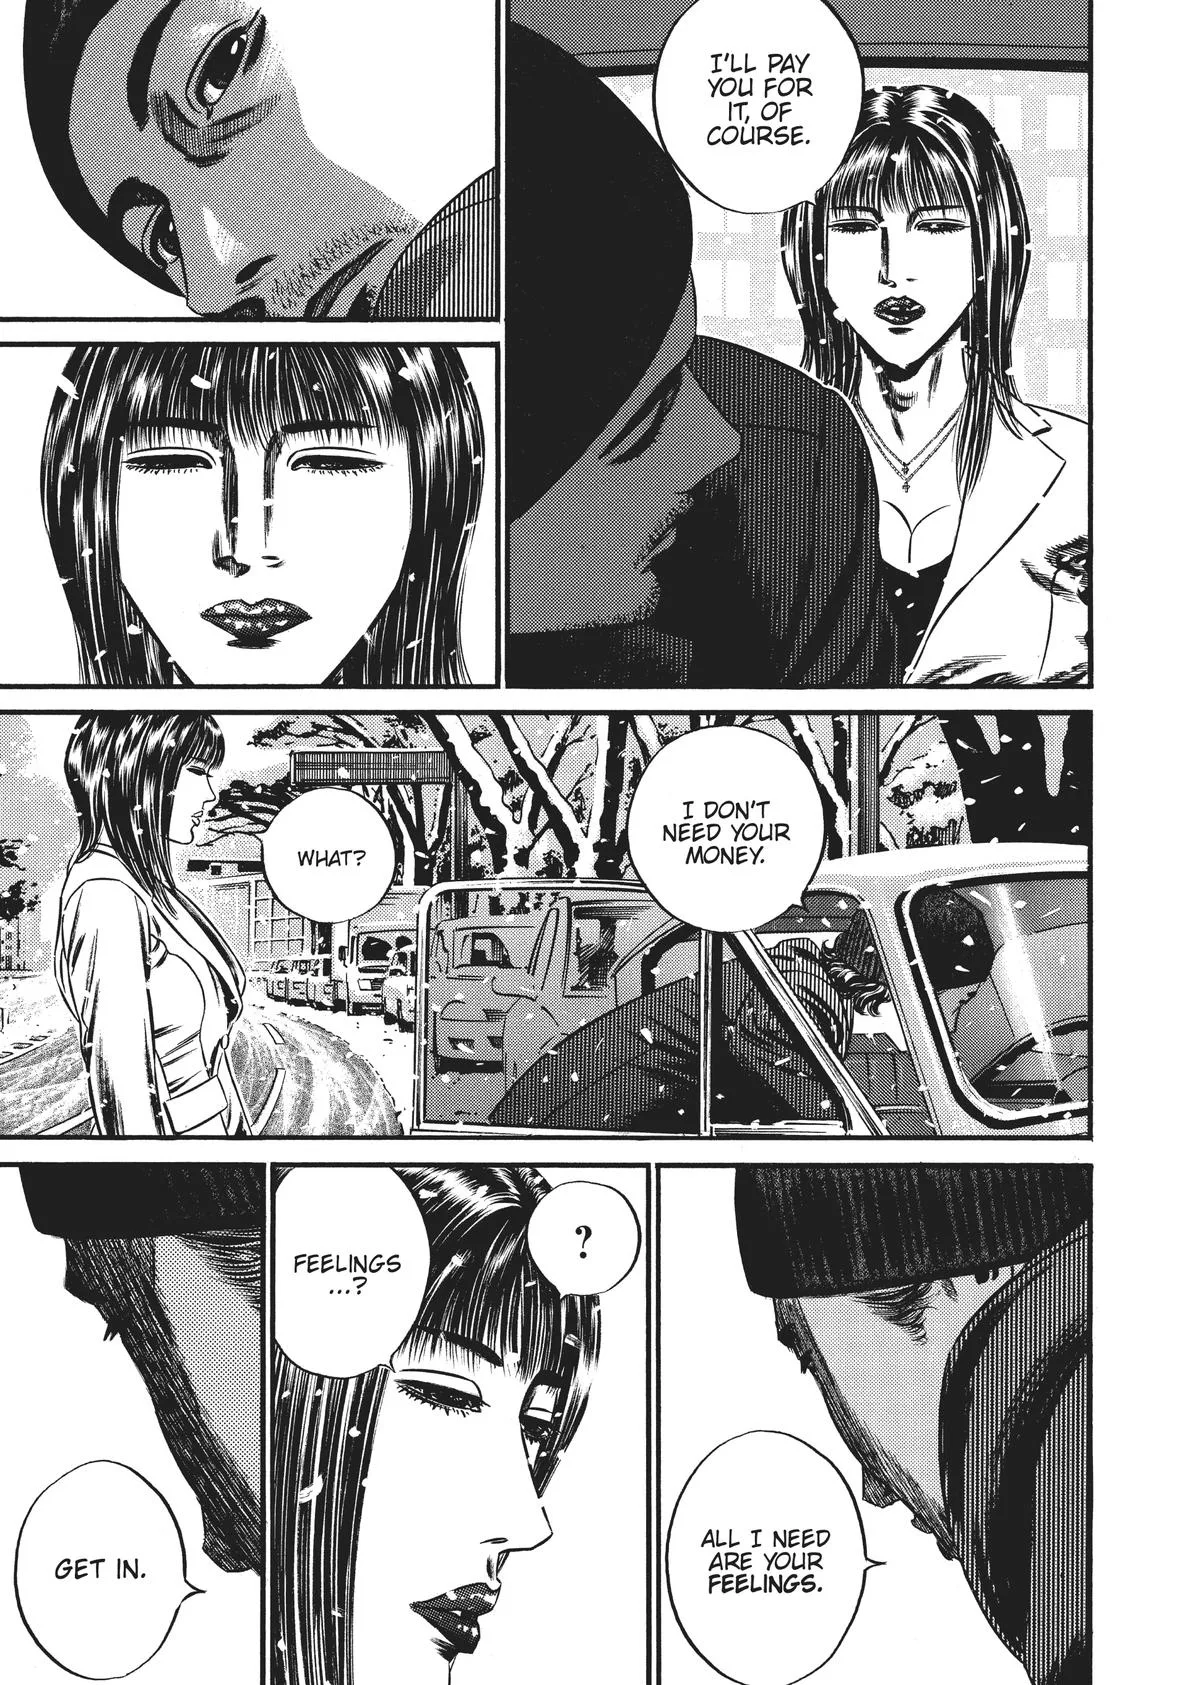 I'LL PAY
YOU FOR
IT, OF
COURSE.
I DON'T
NEED YOUR
MONEY.
WHAT?
ALL I NEED
ARE YOUR
FEELINGS.
?
FEELINGS
...?
GET IN.